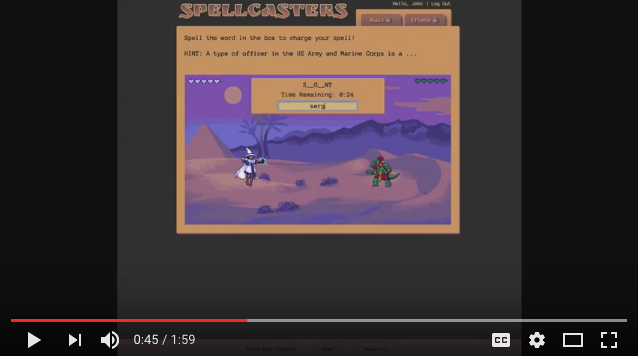 SPELLCASTERS
Hello, John | Log Out
Music
Effects
Spell the word in the box to charge your spell!
HINT: A type of officer in the US Army and Marine Corps is a ...
S__G__NT
Time Remaining: 0:24
serg
0:45 / 1:59
CC